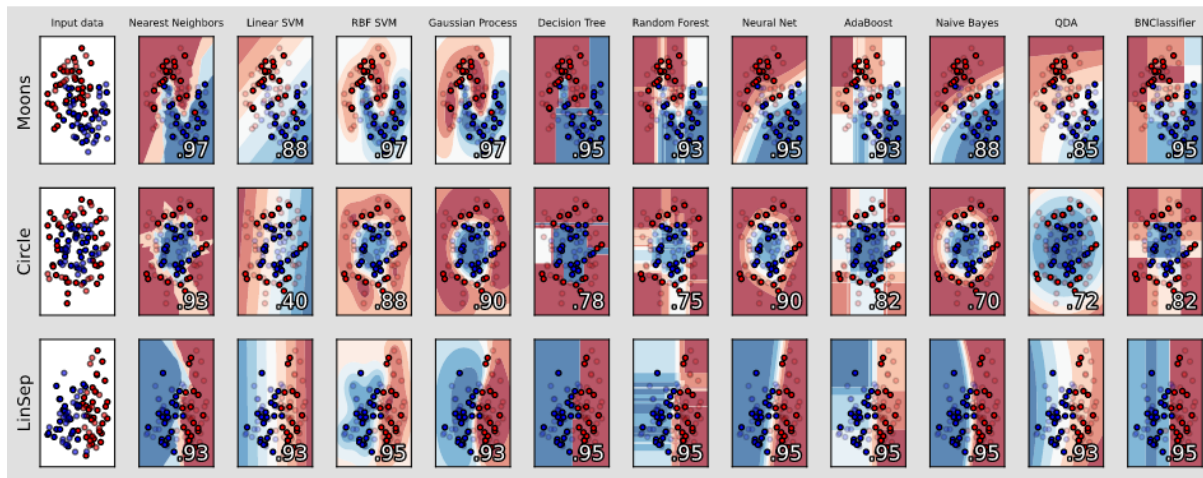 Input data Nearest Neighbors Linear SVM RBF SVM Gaussian Process Decision Tree Random Forest Neural Net AdaBoost Naive Bayes QDA BNClassifier
Moons .97 .88 .97 .97 .95 .93 .95 .93 .88 .85 .95
Circle .93 .40 .88 .90 .78 .75 .90 .82 .70 .72 .82
LinSep .93 .93 .95 .93 .95 .95 .95 .95 .95 .93 .95